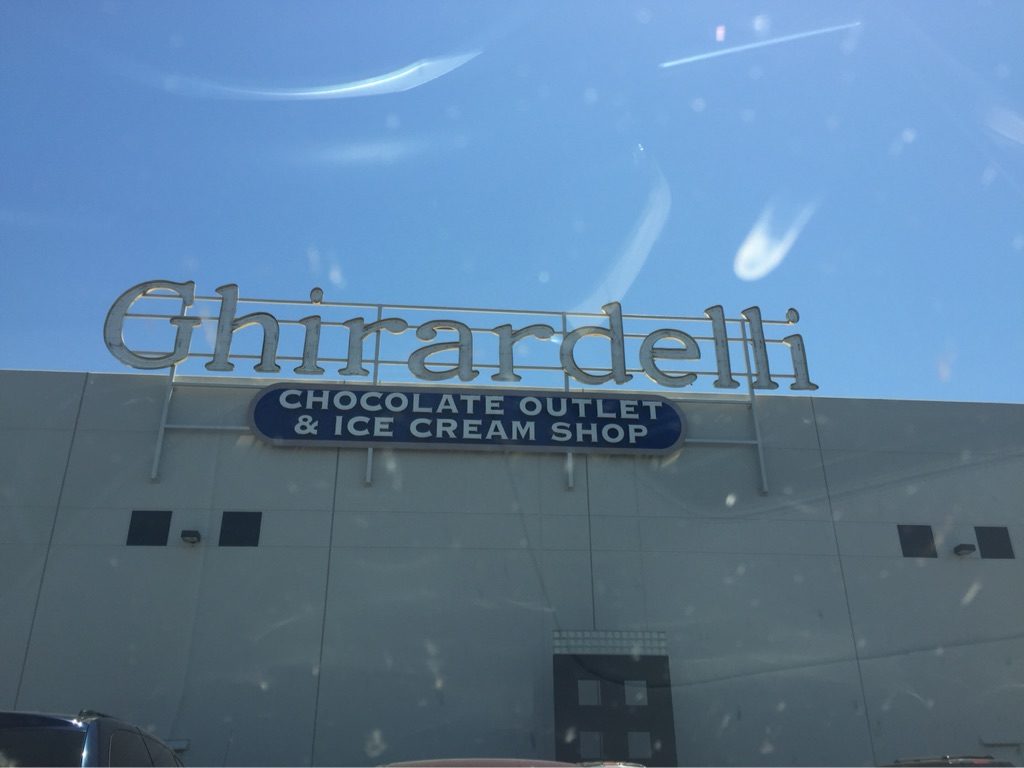 Ghirardelli
CHOCOLATE OUTLET
& ICE CREAM SHOP